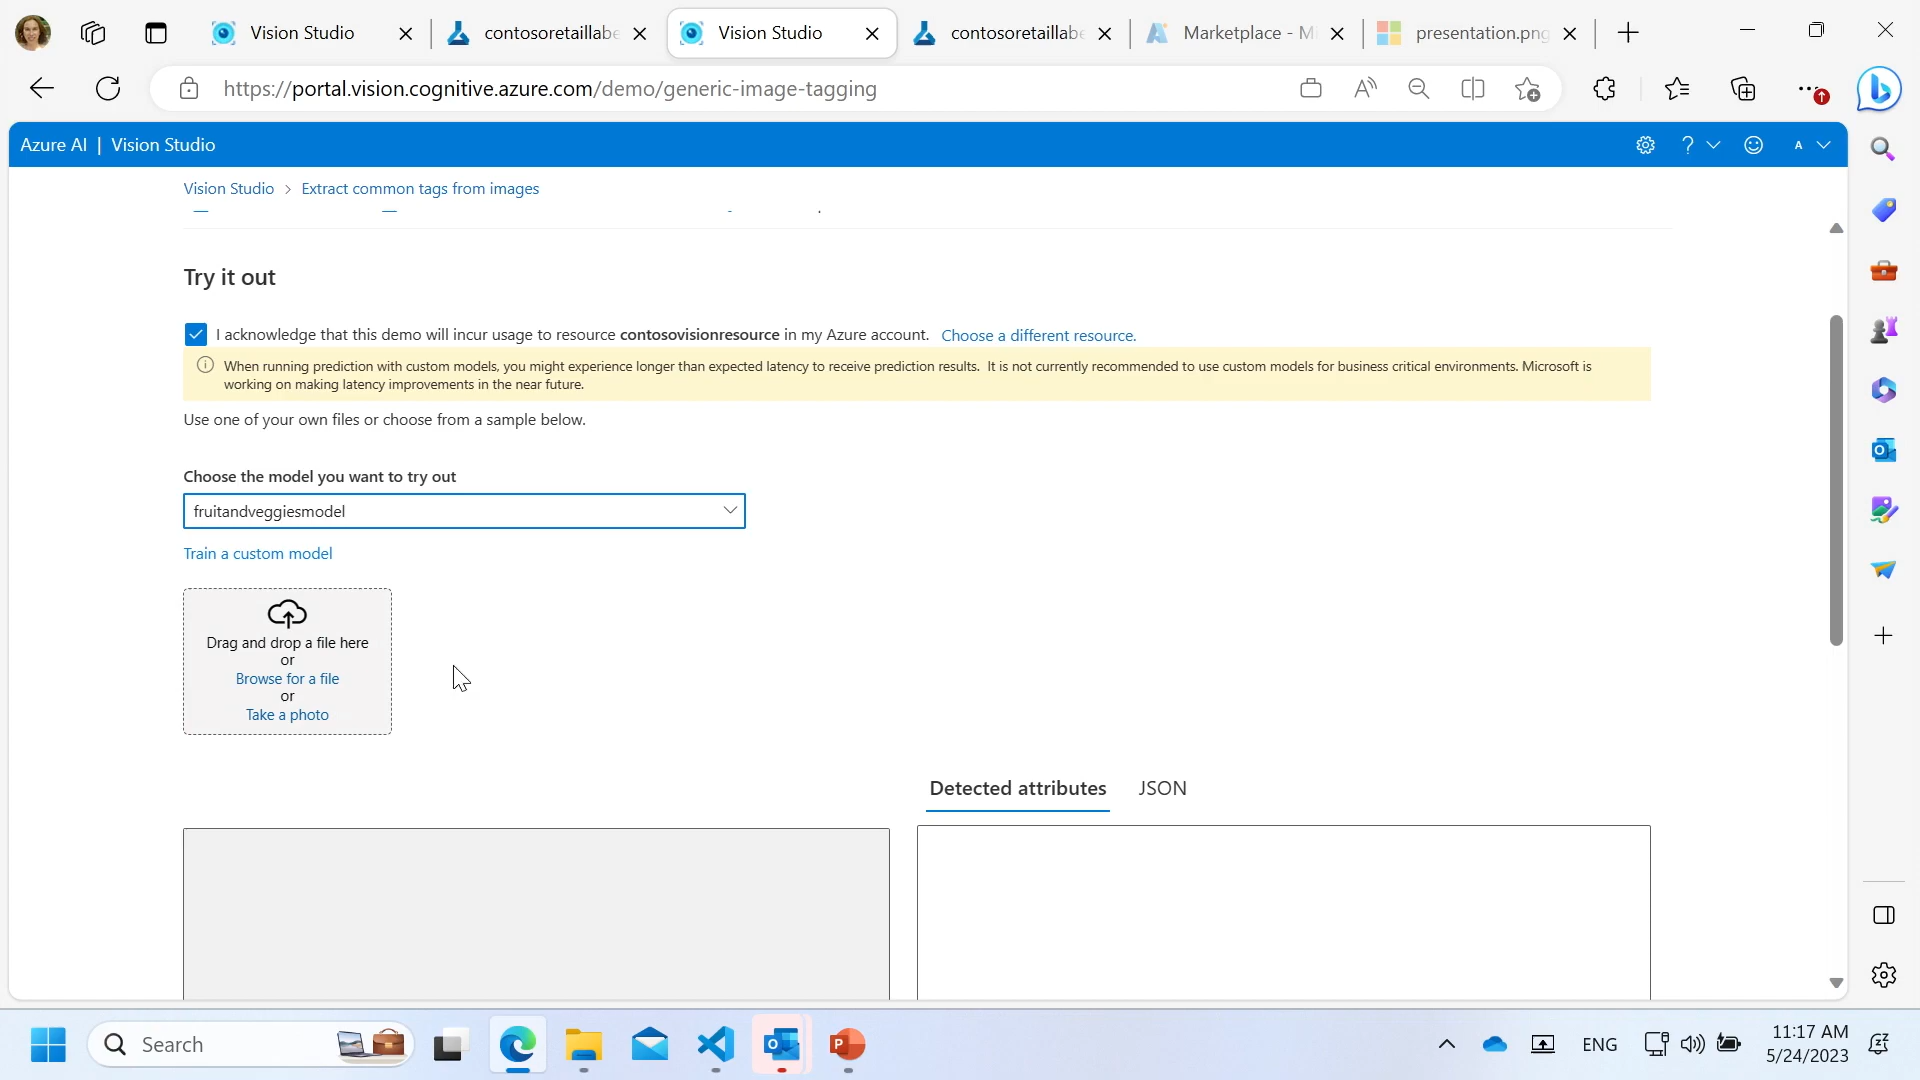 Vision Studio
contosoretaillabe
Vision Studio
contosoretaillabe
Marketplace - Mi
presentation.png
https://portal.vision.cognitive.azure.com/demo/generic-image-tagging
Azure AI | Vision Studio
A
Vision Studio > Extract common tags from images
Try it out
I acknowledge that this demo will incur usage to resource contosovisionresource in my Azure account. Choose a different resource.
When running prediction with custom models, you might experience longer than expected latency to receive prediction results. It is not currently recommended to use custom models for business critical environments. Microsoft is
working on making latency improvements in the near future.
Use one of your own files or choose from a sample below.
Choose the model you want to try out
fruitandveggiesmodel
Train a custom model
Drag and drop a file here
or
Browse for a file
or
Take a photo
Detected attributes
JSON
Search
ENG
11:17 AM
5/24/2023